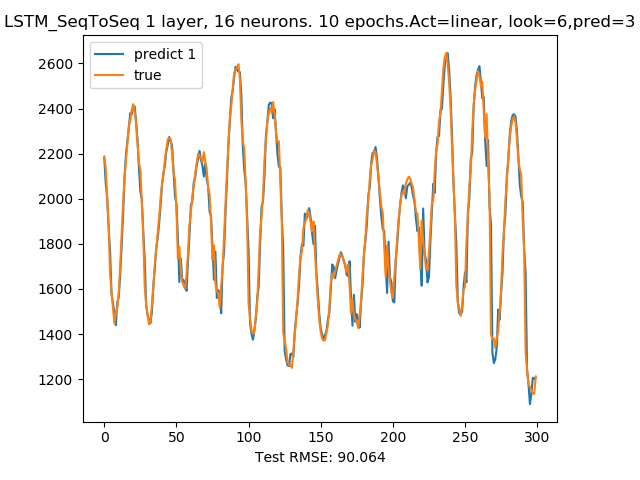 LSTM_SeqToSeq 1 layer, 16 neurons. 10 epochs.Act=linear, look=6,pred=3
predict 1
true
2600
2400
2200
2000
1800
1600
1400
1200
0 50 100 150 200 250 300
Test RMSE: 90.064